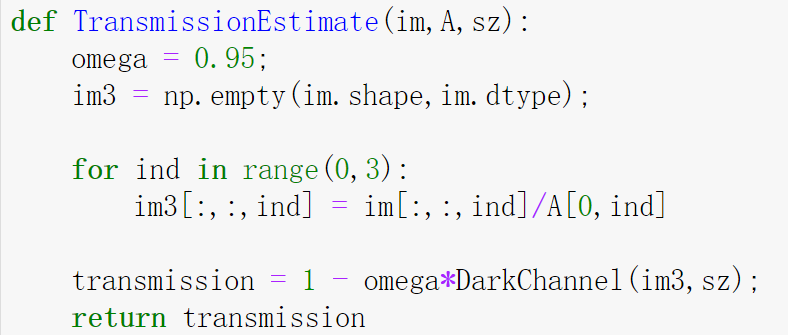 def TransmissionEstimate(im,A,sz):
    omega = 0.95;
    im3 = np.empty(im.shape,im.dtype);

    for ind in range(0,3):
        im3[:,:,ind] = im[:,:,ind]/A[0,ind]

    transmission = 1 - omega*DarkChannel(im3,sz);
    return transmission